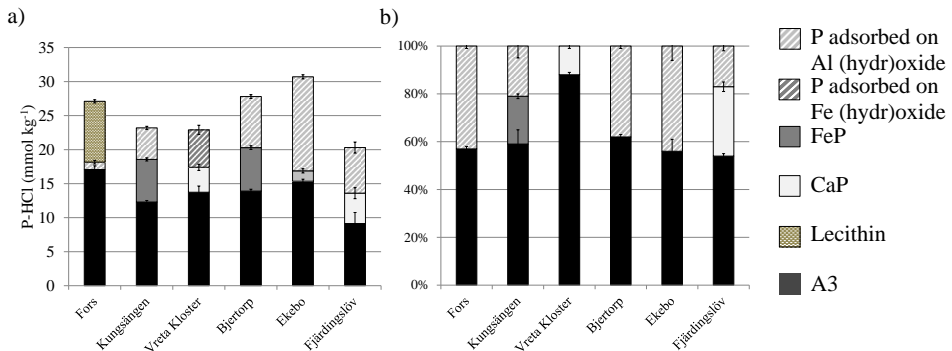 a)
b)
P-HCl (mmol kg-1)
35
30
25
20
15
10
5
0
Fors
Kungsängen
Vreta Kloster
Bjertorp
Ekebo
Fjärdingslöv
100%
80%
60%
40%
20%
0%
Fors
Kungsängen
Vreta Kloster
Bjertorp
Ekebo
Fjärdingslöv
P adsorbed on
Al (hydr)oxide
P adsorbed on
Fe (hydr)oxide
FeP
CaP
Lecithin
A3